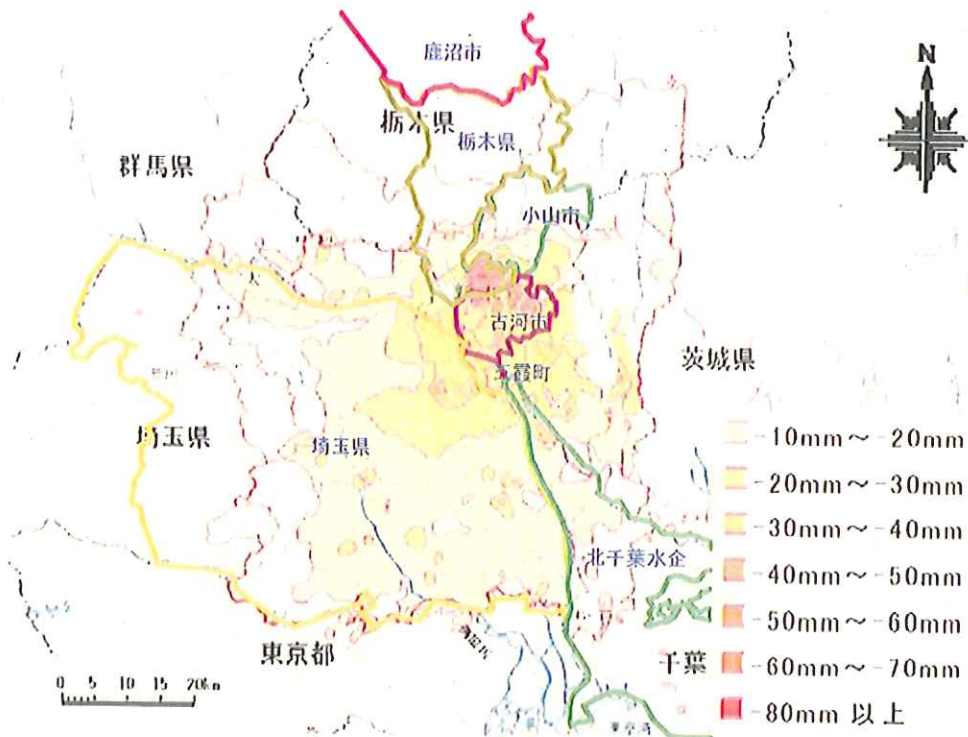 鹿沼市
N
栃木県
栃木県
群馬県
小山市
古河市
五霞町
茨城県
埼玉県
埼玉県
-10mm～-20mm
-20mm～-30mm
-30mm～-40mm
-40mm～-50mm
-50mm～-60mm
-60mm～-70mm
-80mm 以上
北千葉水企
東京都
千葉
0 5 10 15 20km